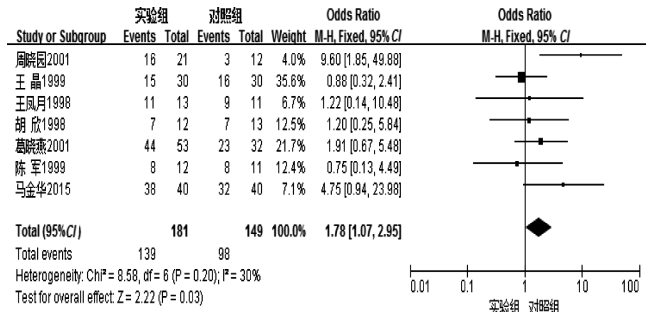 实验组 对照组 Odds Ratio Odds Ratio
Study or Subgroup Events Total Events Total Weight M-H, Fixed, 95% CI M-H, Fixed, 95% CI
周晓园2001 16 21 3 12 4.0% 9.60 [1.85, 49.88]
王 晶1999 15 30 16 30 35.6% 0.88 [0.32, 2.41]
王凤月1998 11 13 9 11 7.1% 1.22 [0.14, 10.48]
胡 欣1998 7 12 7 13 12.5% 1.20 [0.25, 5.84]
葛晓燕2001 44 53 23 32 21.7% 1.91 [0.67, 5.48]
陈 军1999 8 12 8 11 12.4% 0.75 [0.13, 4.49]
马金华2015 38 40 32 40 7.1% 4.75 [0.94, 23.98]
Total (95%CI) 181 149 100.0% 1.78 [1.07, 2.95]
Total events 139 98
Heterogeneity: Chi² = 8.58, df = 6 (P = 0.20); I² = 30%
Test for overall effect: Z = 2.22 (P = 0.03)
0.01 0.1 1 10 100
实验组 对照组